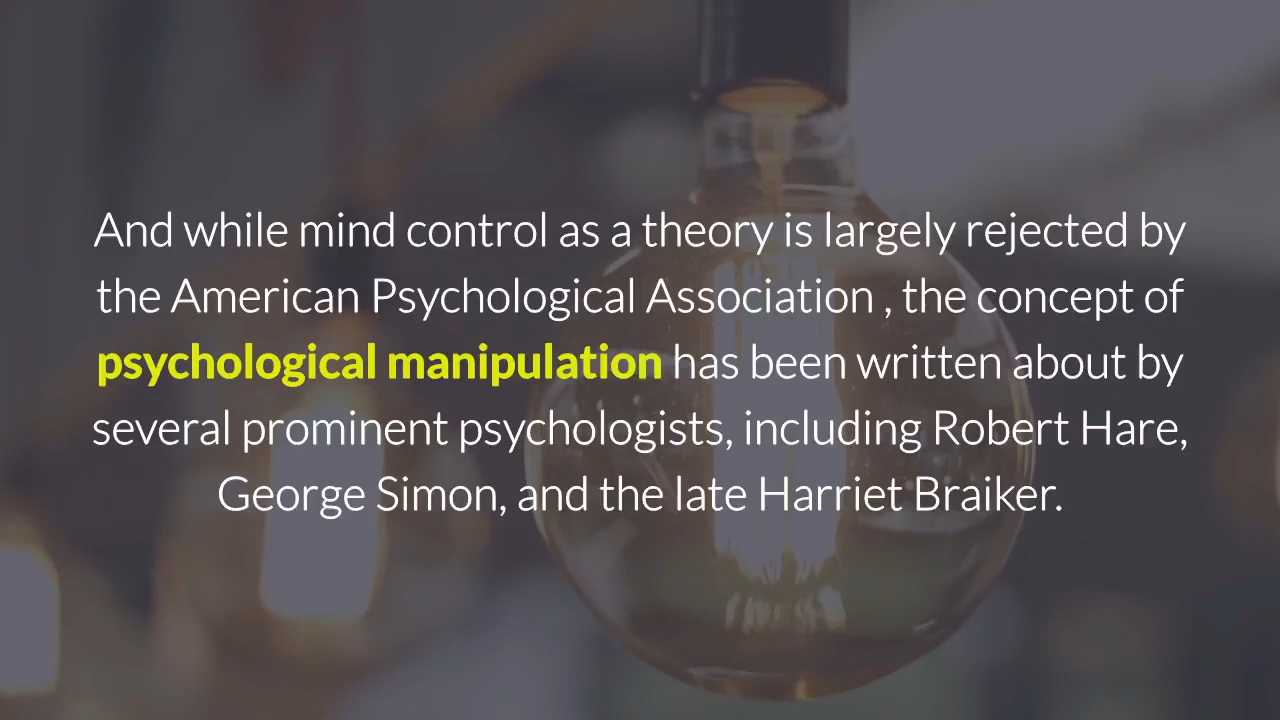 And while mind control as a theory is largely rejected by
the American Psychological Association , the concept of
psychological manipulation has been written about by
several prominent psychologists, including Robert Hare,
George Simon, and the late Harriet Braiker.